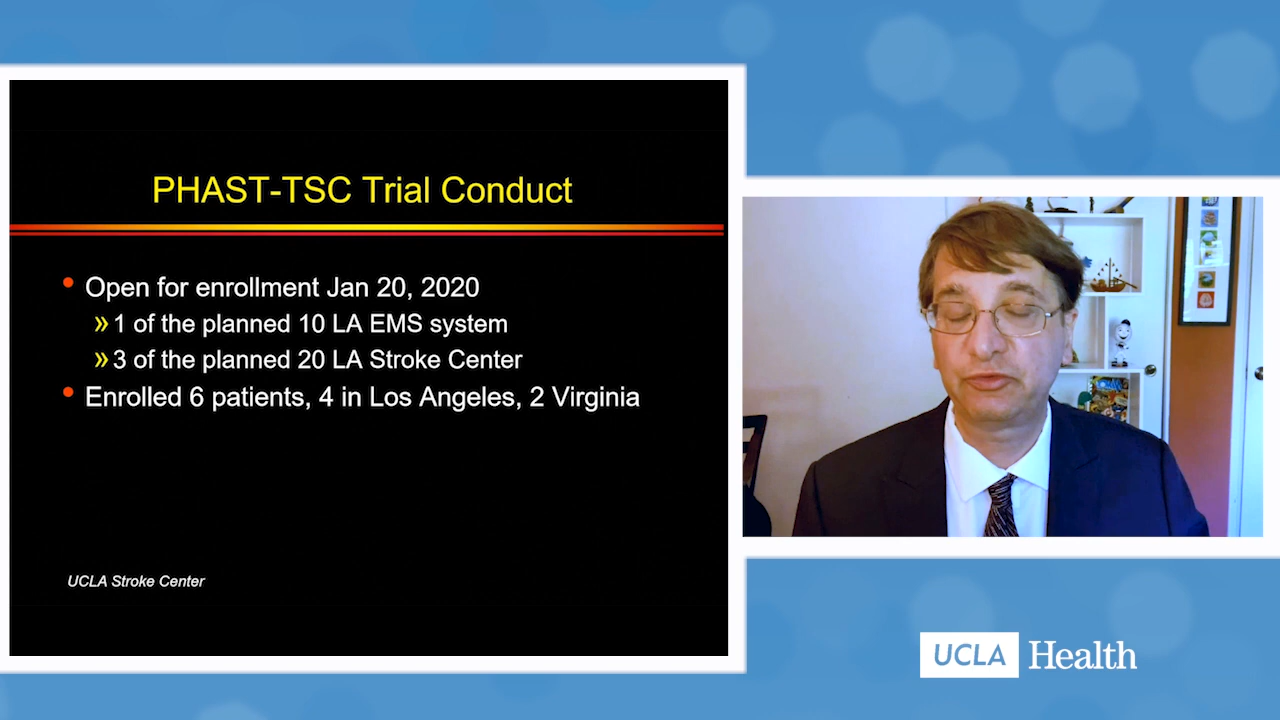 PHAST-TSC Trial Conduct
• Open for enrollment Jan 20, 2020
» 1 of the planned 10 LA EMS system
» 3 of the planned 20 LA Stroke Center
• Enrolled 6 patients, 4 in Los Angeles, 2 Virginia
UCLA Stroke Center
UCLA Health